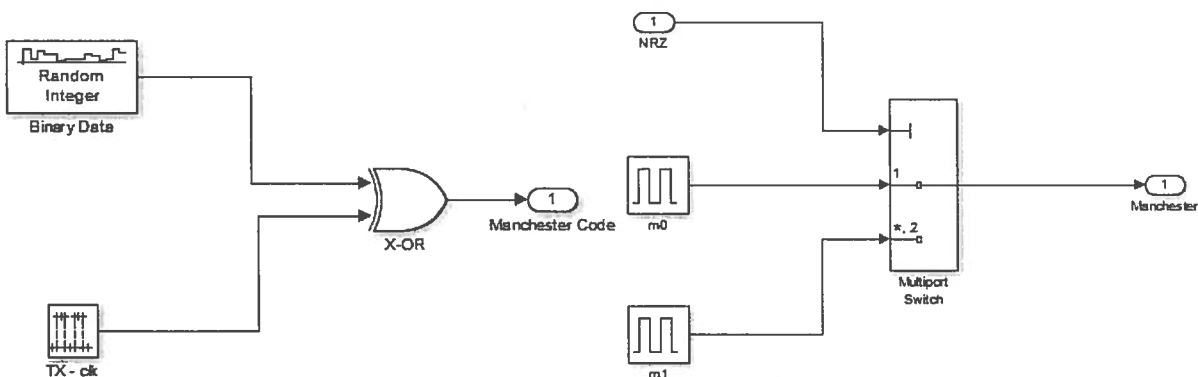 Random
Integer
Binary Data
X-OR
1
Manchester Code
TX - clk
1
NRZ
m0
m1
1
*, 2
Multiport
Switch
1
Manchester